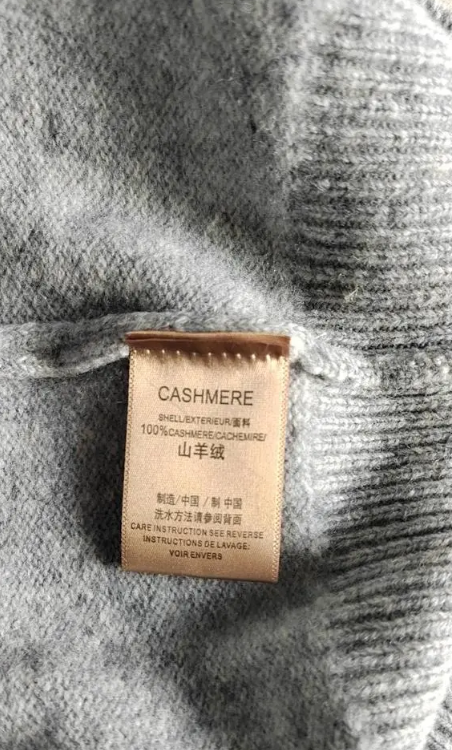 CASHMERE
SHELL/EXTERIEUR/面料
100%CASHMERE/CACHEMIRE/
山羊绒
制造/中国 / 制 中国
洗水方法请参阅背面
CARE INSTRUCTION SEE REVERSE
INSTRUCTIONS DE LAVAGE:
VOIR ENVERS